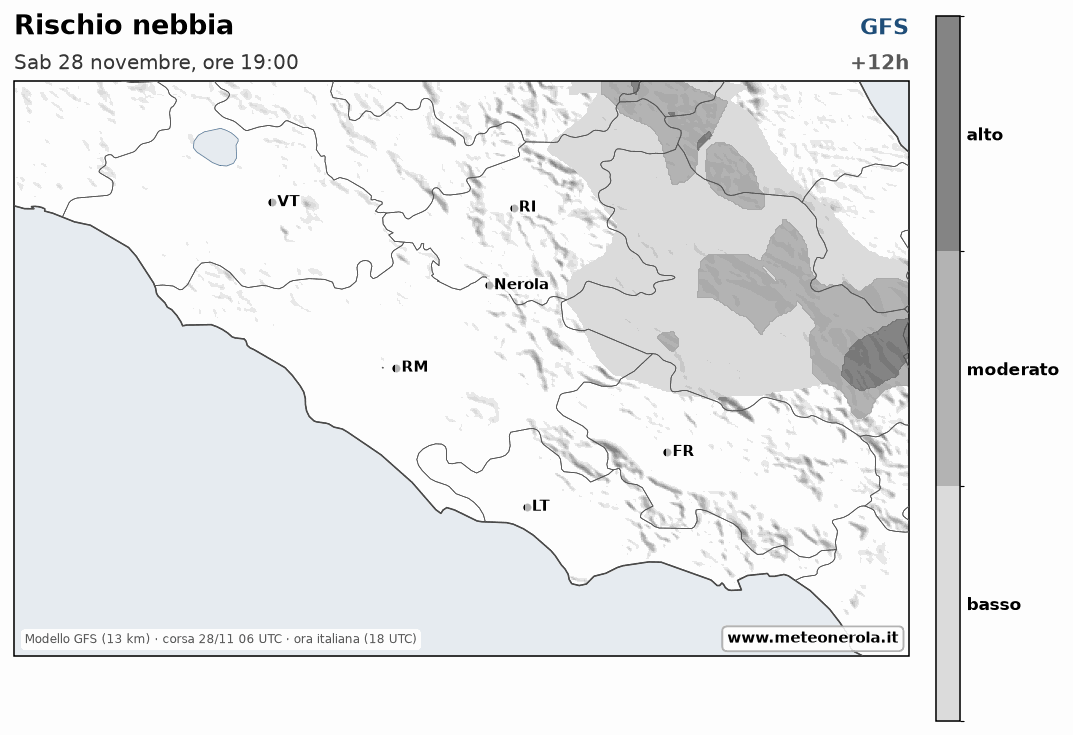 Rischio nebbia
GFS
Sab 28 novembre, ore 19:00
+12h
alto
VT
RI
Nerola
RM
moderato
FR
LT
basso
Modello GFS (13 km) · corsa 28/11 06 UTC · ora italiana (18 UTC)
www.meteonerola.it